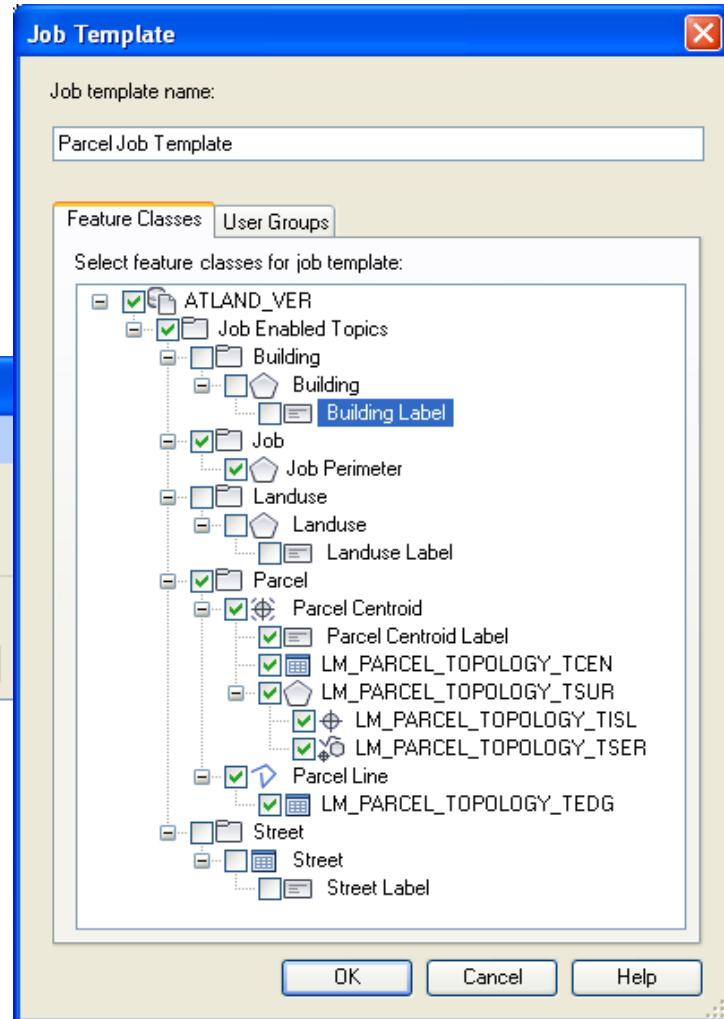 Job Template
Job template name:
Parcel Job Template
Feature Classes User Groups
Select feature classes for job template:
ATLAND_VER
Job Enabled Topics
Building
Building
Building Label
Job
Job Perimeter
Landuse
Landuse
Landuse Label
Parcel
Parcel Centroid
Parcel Centroid Label
LM_PARCEL_TOPOLOGY_TCEN
LM_PARCEL_TOPOLOGY_TSUR
LM_PARCEL_TOPOLOGY_TISL
LM_PARCEL_TOPOLOGY_TSER
Parcel Line
LM_PARCEL_TOPOLOGY_TEDG
Street
Street
Street Label
OK Cancel Help